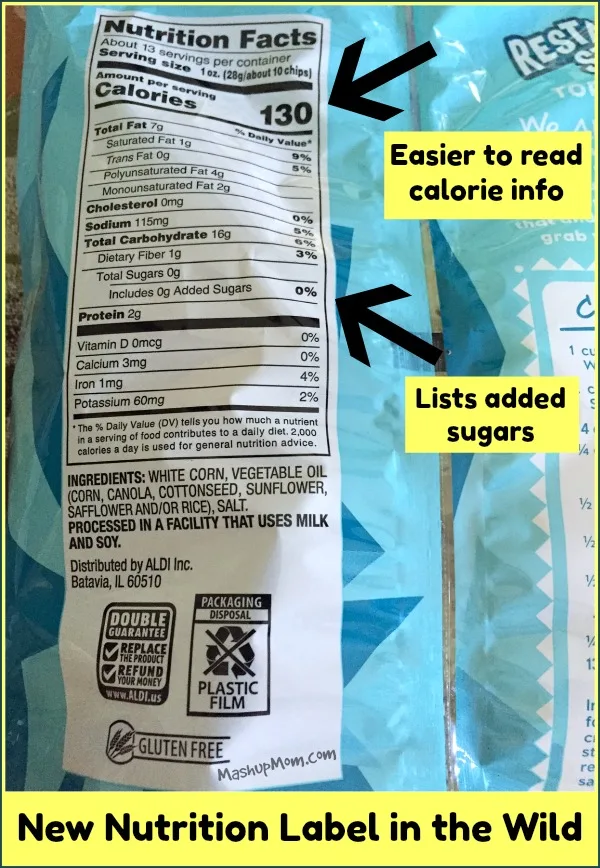 Nutrition Facts
About 13 servings per container
Serving size 1 oz. (28g/about 10 chips)
Amount per serving
Calories 130
% Daily Value*
Total Fat 7g 9%
Saturated Fat 1g 5%
Trans Fat 0g
Polyunsaturated Fat 4g
Monounsaturated Fat 2g
Cholesterol 0mg 0%
Sodium 115mg 5%
Total Carbohydrate 16g 6%
Dietary Fiber 1g 3%
Total Sugars 0g
Includes 0g Added Sugars 0%
Protein 2g
Vitamin D 0mcg 0%
Calcium 3mg 0%
Iron 1mg 4%
Potassium 60mg 2%
*The % Daily Value (DV) tells you how much a nutrient
in a serving of food contributes to a daily diet. 2,000
calories a day is used for general nutrition advice.
INGREDIENTS: WHITE CORN, VEGETABLE OIL
(CORN, CANOLA, COTTONSEED, SUNFLOWER,
SAFFLOWER AND/OR RICE), SALT.
PROCESSED IN A FACILITY THAT USES MILK
AND SOY.
Distributed by ALDI Inc.
Batavia, IL 60510
DOUBLE
GUARANTEE
REPLACE
THE PRODUCT
REFUND
YOUR MONEY
www.ALDI.us
PACKAGING
DISPOSAL
PLASTIC
FILM
GLUTEN FREE
MashupMom.com
Easier to read
calorie info
Lists added
sugars
We
that
grab
1 cu
New Nutrition Label in the Wild